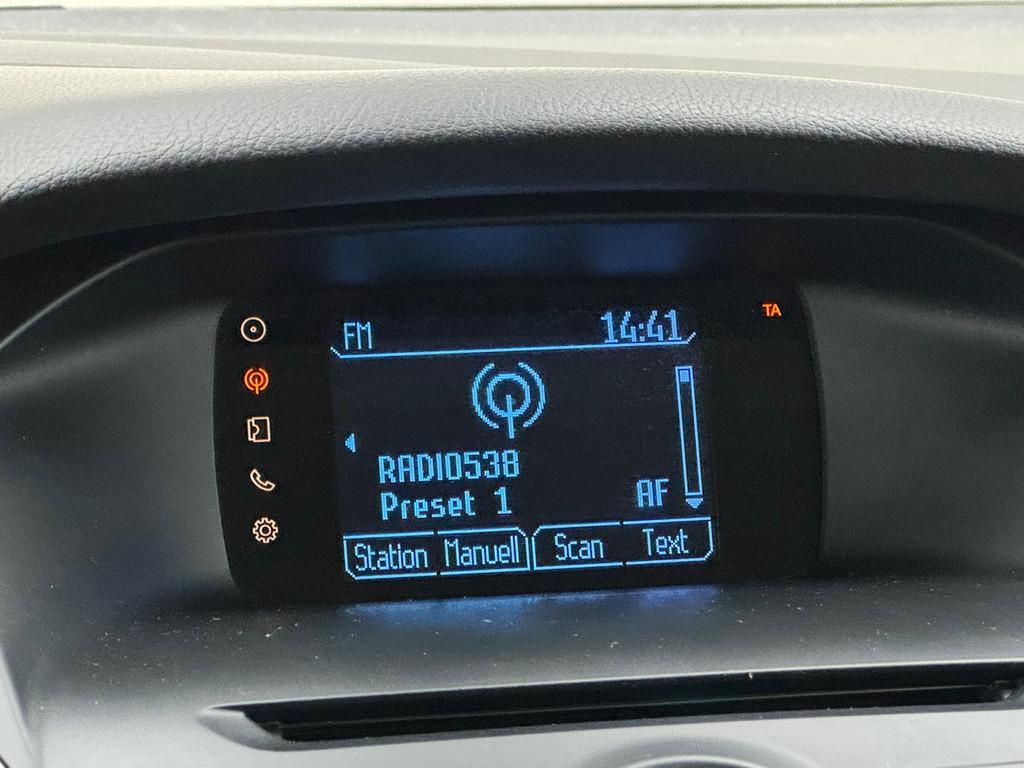 TA
FM 14:41
RADIO538
Preset 1 AF
Station Manuell Scan Text